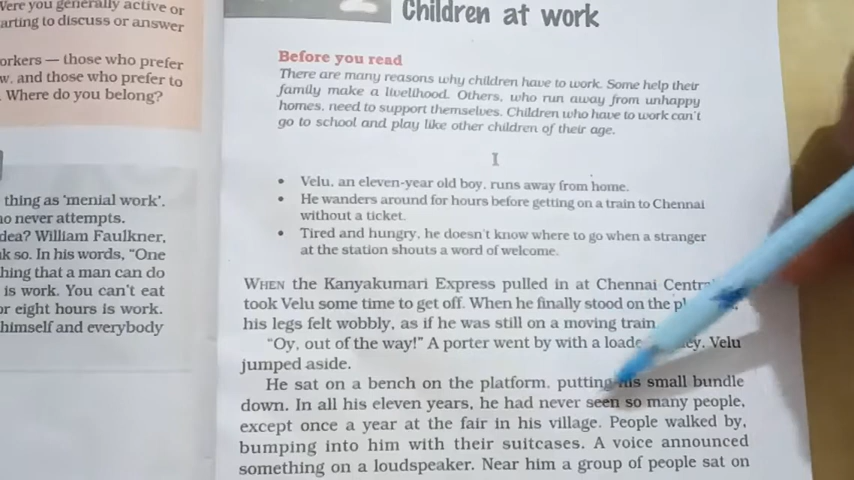 Were you generally active or
arting to discuss or answer
orkers — those who prefer
w, and those who prefer to
. Where do you belong?
thing as 'menial work'.
o never attempts.
dea? William Faulkner,
k so. In his words, "One
hing that a man can do
is work. You can't eat
or eight hours is work.
himself and everybody
Children at work
Before you read
There are many reasons why children have to work. Some help their
family make a livelihood. Others, who run away from unhappy
homes, need to support themselves. Children who have to work can't
go to school and play like other children of their age.
I
• Velu, an eleven-year old boy, runs away from home.
• He wanders around for hours before getting on a train to Chennai
without a ticket.
• Tired and hungry, he doesn't know where to go when a stranger
at the station shouts a word of welcome.
WHEN the Kanyakumari Express pulled in at Chennai
took Velu some time to get off. When he finally stood on the
his legs felt wobbly, as if he was still on a moving train.
"Oy, out of the way!" A porter went by with a Velu
jumped aside.
He sat on a bench on the platform, putting his small bundle
down. In all his eleven years, he had never seen so many people,
except once a year at the fair in his village. People walked by,
bumping into him with their suitcases. A voice announced
something on a loudspeaker. Near him a group of people sat on